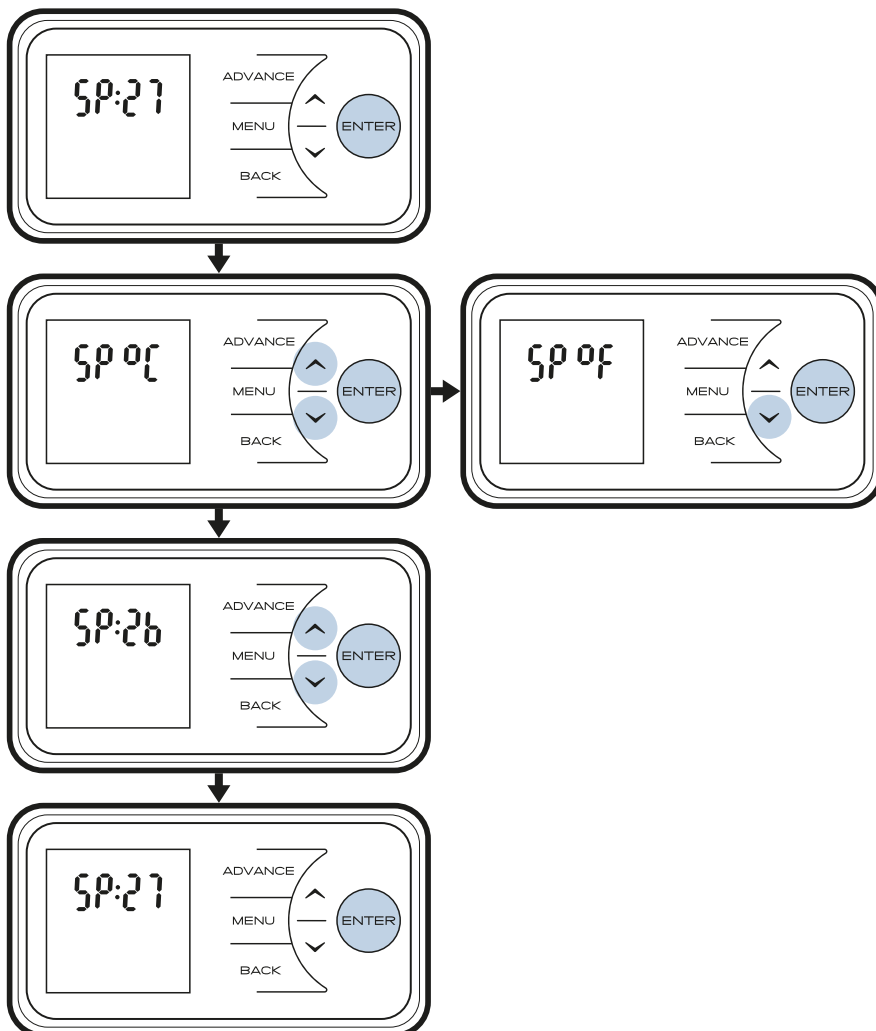 SP:27
ADVANCE
MENU
BACK
ENTER
SP °C
ADVANCE
MENU
BACK
ENTER
SP °F
ADVANCE
MENU
BACK
ENTER
SP:26
ADVANCE
MENU
BACK
ENTER
SP:27
ADVANCE
MENU
BACK
ENTER